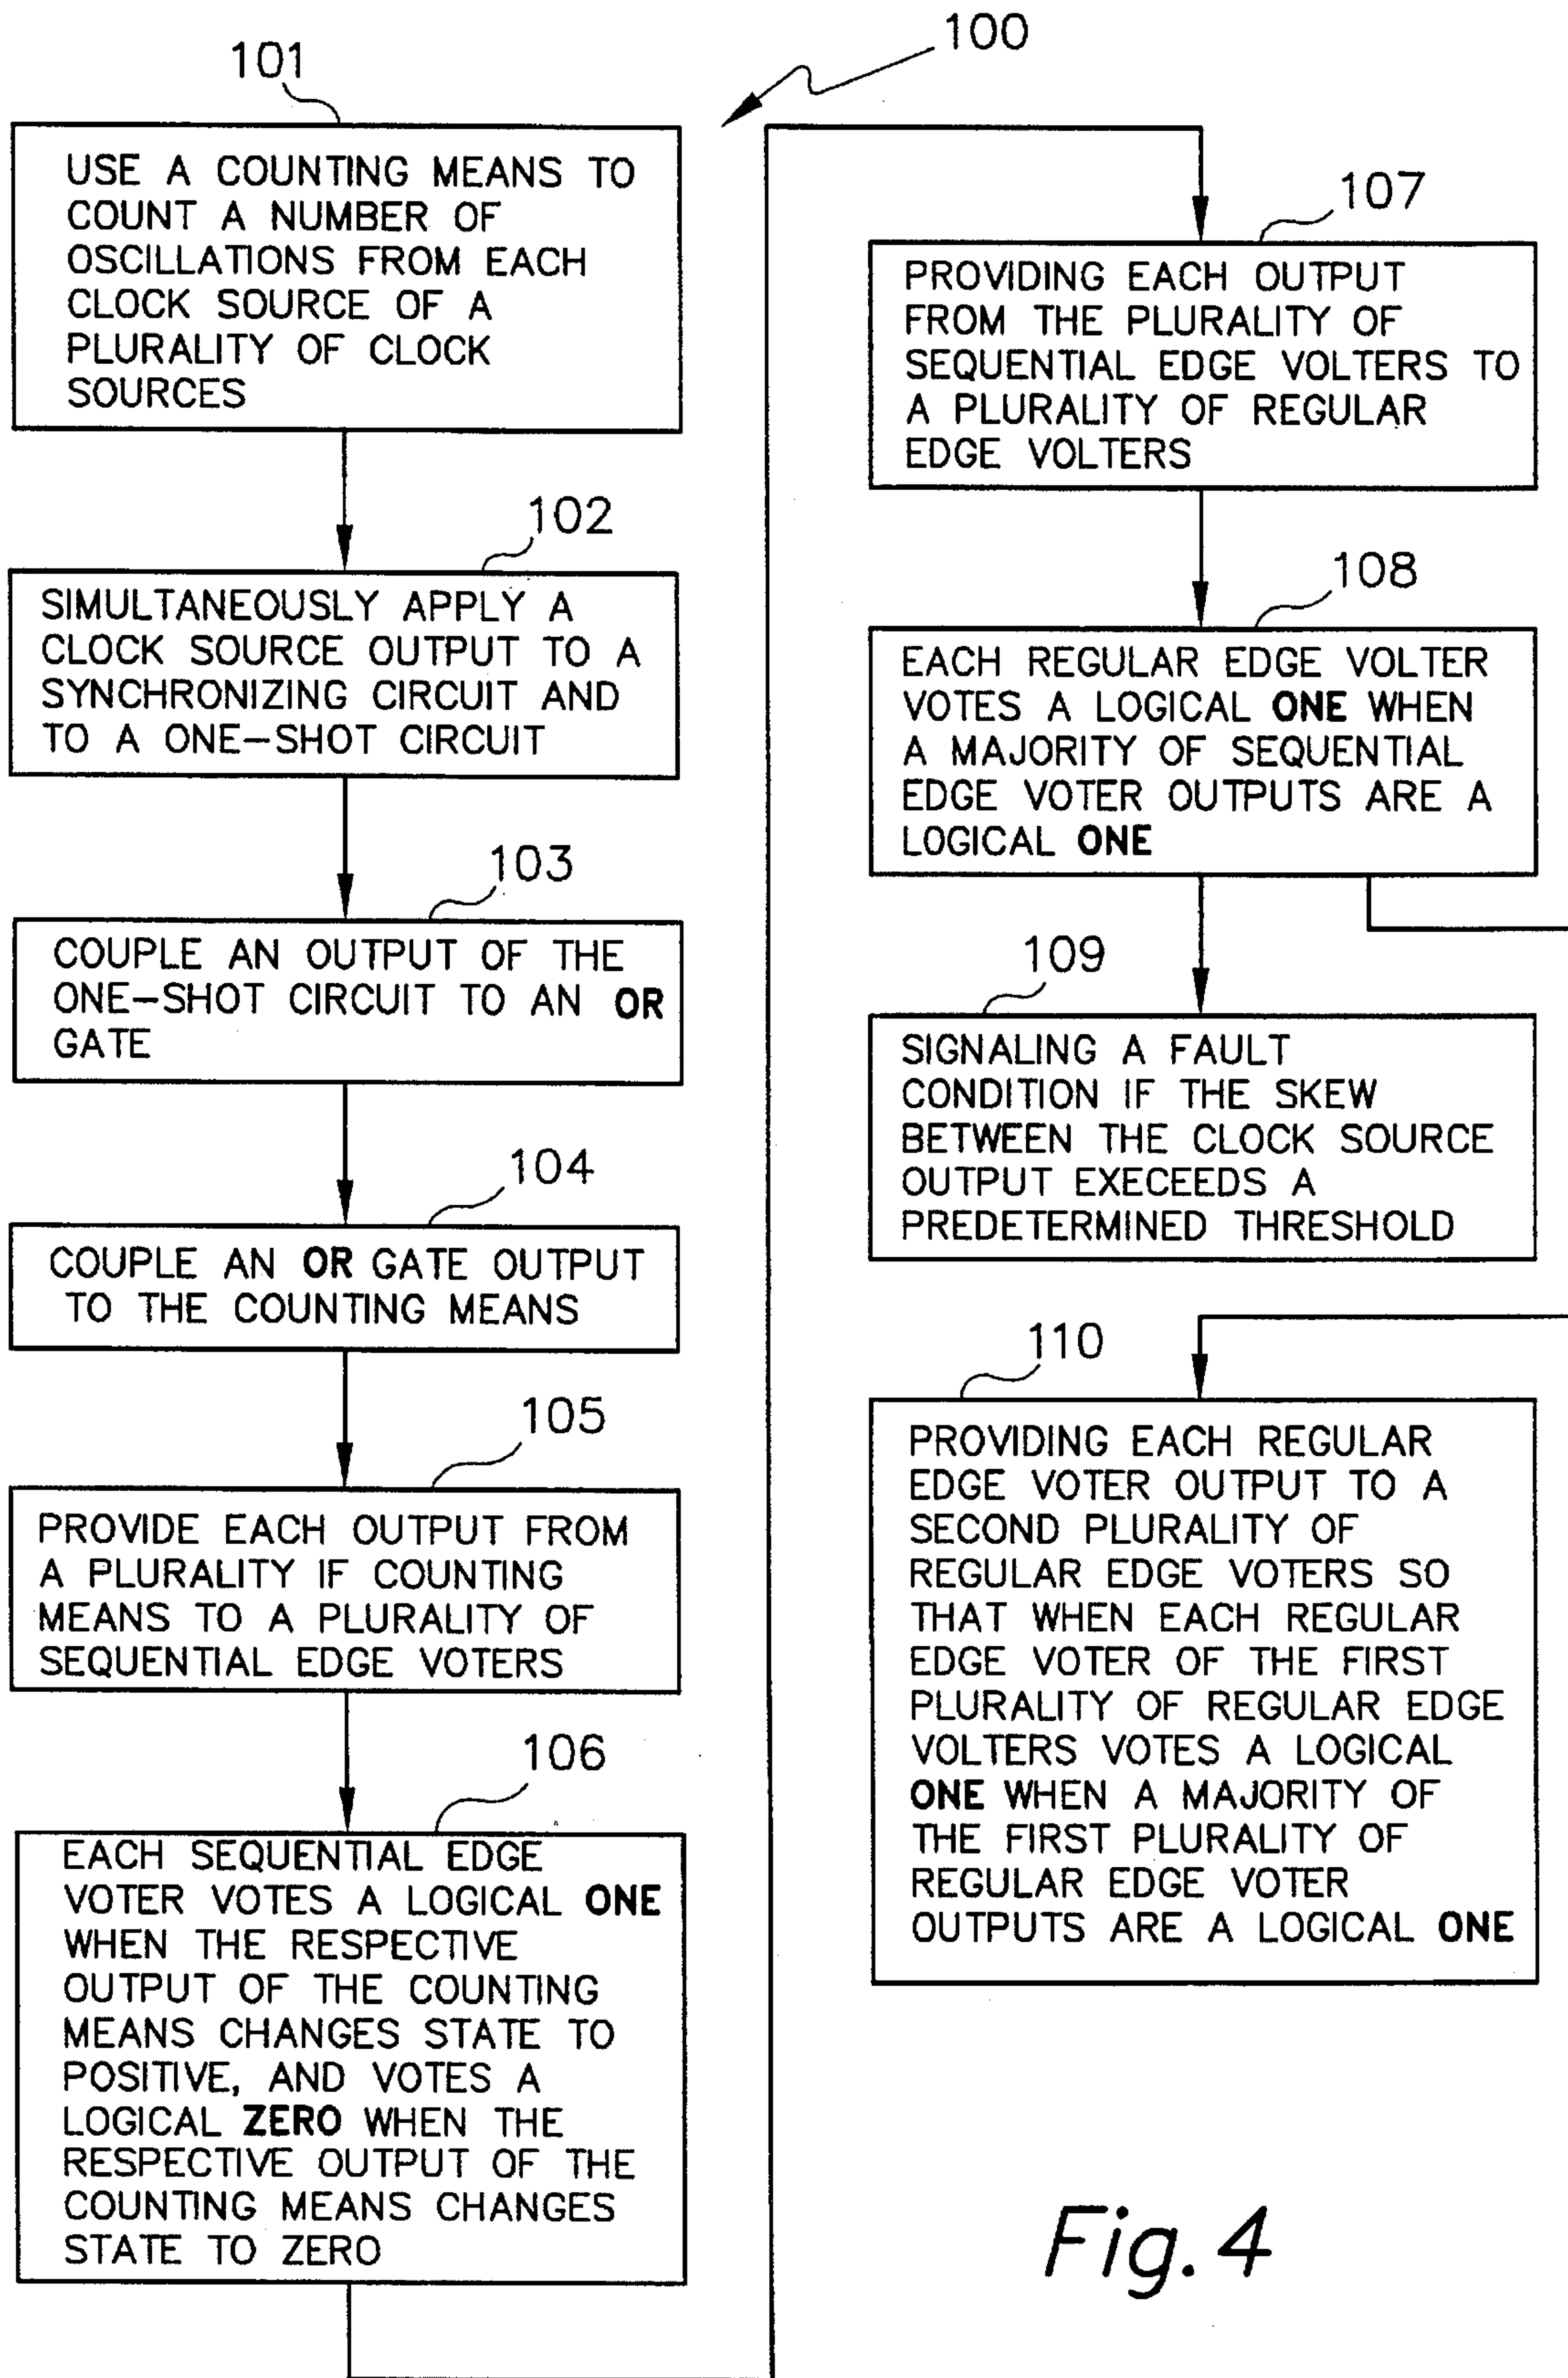 100
101
USE A COUNTING MEANS TO
COUNT A NUMBER OF
OSCILLATIONS FROM EACH
CLOCK SOURCE OF A
PLURALITY OF CLOCK
SOURCES
102
SIMULTANEOUSLY APPLY A
CLOCK SOURCE OUTPUT TO A
SYNCHRONIZING CIRCUIT AND
TO A ONE-SHOT CIRCUIT
103
COUPLE AN OUTPUT OF THE
ONE-SHOT CIRCUIT TO AN OR
GATE
104
COUPLE AN OR GATE OUTPUT
TO THE COUNTING MEANS
105
PROVIDE EACH OUTPUT FROM
A PLURALITY IF COUNTING
MEANS TO A PLURALITY OF
SEQUENTIAL EDGE VOTERS
106
EACH SEQUENTIAL EDGE
VOTER VOTES A LOGICAL ONE
WHEN THE RESPECTIVE
OUTPUT OF THE COUNTING
MEANS CHANGES STATE TO
POSITIVE, AND VOTES A
LOGICAL ZERO WHEN THE
RESPECTIVE OUTPUT OF THE
COUNTING MEANS CHANGES
STATE TO ZERO
107
PROVIDING EACH OUTPUT
FROM THE PLURALITY OF
SEQUENTIAL EDGE VOLTERS TO
A PLURALITY OF REGULAR
EDGE VOLTERS
108
EACH REGULAR EDGE VOLTER
VOTES A LOGICAL ONE WHEN
A MAJORITY OF SEQUENTIAL
EDGE VOTER OUTPUTS ARE A
LOGICAL ONE
109
SIGNALING A FAULT
CONDITION IF THE SKEW
BETWEEN THE CLOCK SOURCE
OUTPUT EXECEEDS A
PREDETERMINED THRESHOLD
110
PROVIDING EACH REGULAR
EDGE VOTER OUTPUT TO A
SECOND PLURALITY OF
REGULAR EDGE VOTERS SO
THAT WHEN EACH REGULAR
EDGE VOTER OF THE FIRST
PLURALITY OF REGULAR EDGE
VOLTERS VOTES A LOGICAL
ONE WHEN A MAJORITY OF
THE FIRST PLURALITY OF
REGULAR EDGE VOTER
OUTPUTS ARE A LOGICAL ONE
Fig. 4